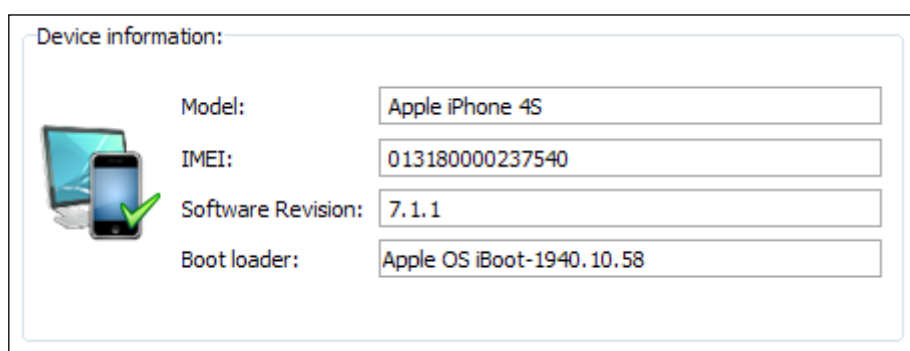 Device information:
Model: Apple iPhone 4S
IMEI: 013180000237540
Software Revision: 7.1.1
Boot loader: Apple OS iBoot-1940.10.58